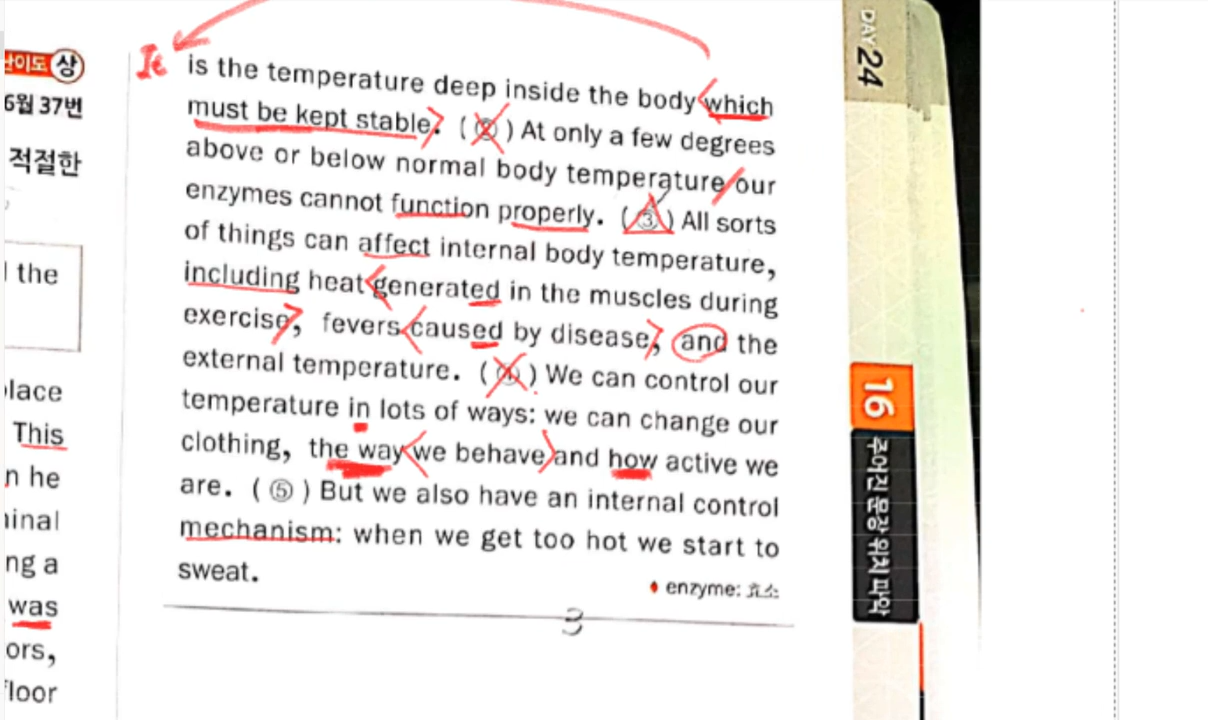 난이도 상
6월 37번
적절한
the
place
This
n he
ninal
ng a
was
ors,
floor
It
is the temperature deep inside the body which
must be kept stable. ( ② ) At only a few degrees
above or below normal body temperature our
enzymes cannot function properly. ( ③ ) All sorts
of things can affect internal body temperature,
including heat generated in the muscles during
exercise, fevers caused by disease, and the
external temperature. ( ④ ) We can control our
temperature in lots of ways: we can change our
clothing, the way we behave and how active we
are. ( ⑤ ) But we also have an internal control
mechanism: when we get too hot we start to
sweat.
♦ enzyme: 효소
3
DAY 24
16
주어진 문장 위치 파악